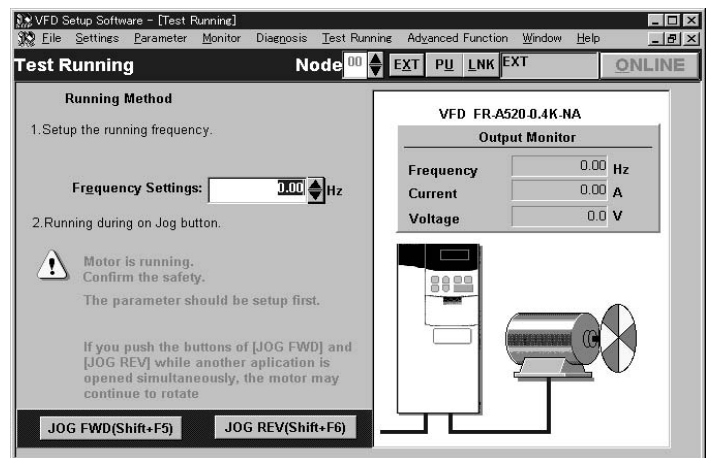 VFD Setup Software - [Test Running]
File Settings Parameter Monitor Diagnosis Test Running Advanced Function Window Help
Test Running Node 00 EXT PU LNK EXT ONLINE
Running Method
1.Setup the running frequency.
Frequency Settings: 0.00 Hz
2.Running during on Jog button.
Motor is running.
Confirm the safety.
The parameter should be setup first.
If you push the buttons of [JOG FWD] and
[JOG REV] while another aplication is
opened simultaneously, the motor may
continue to rotate
JOG FWD(Shift+F5) JOG REV(Shift+F6)
VFD FR-A520-0.4K-NA
Output Monitor
Frequency 0.00 Hz
Current 0.00 A
Voltage 0.0 V